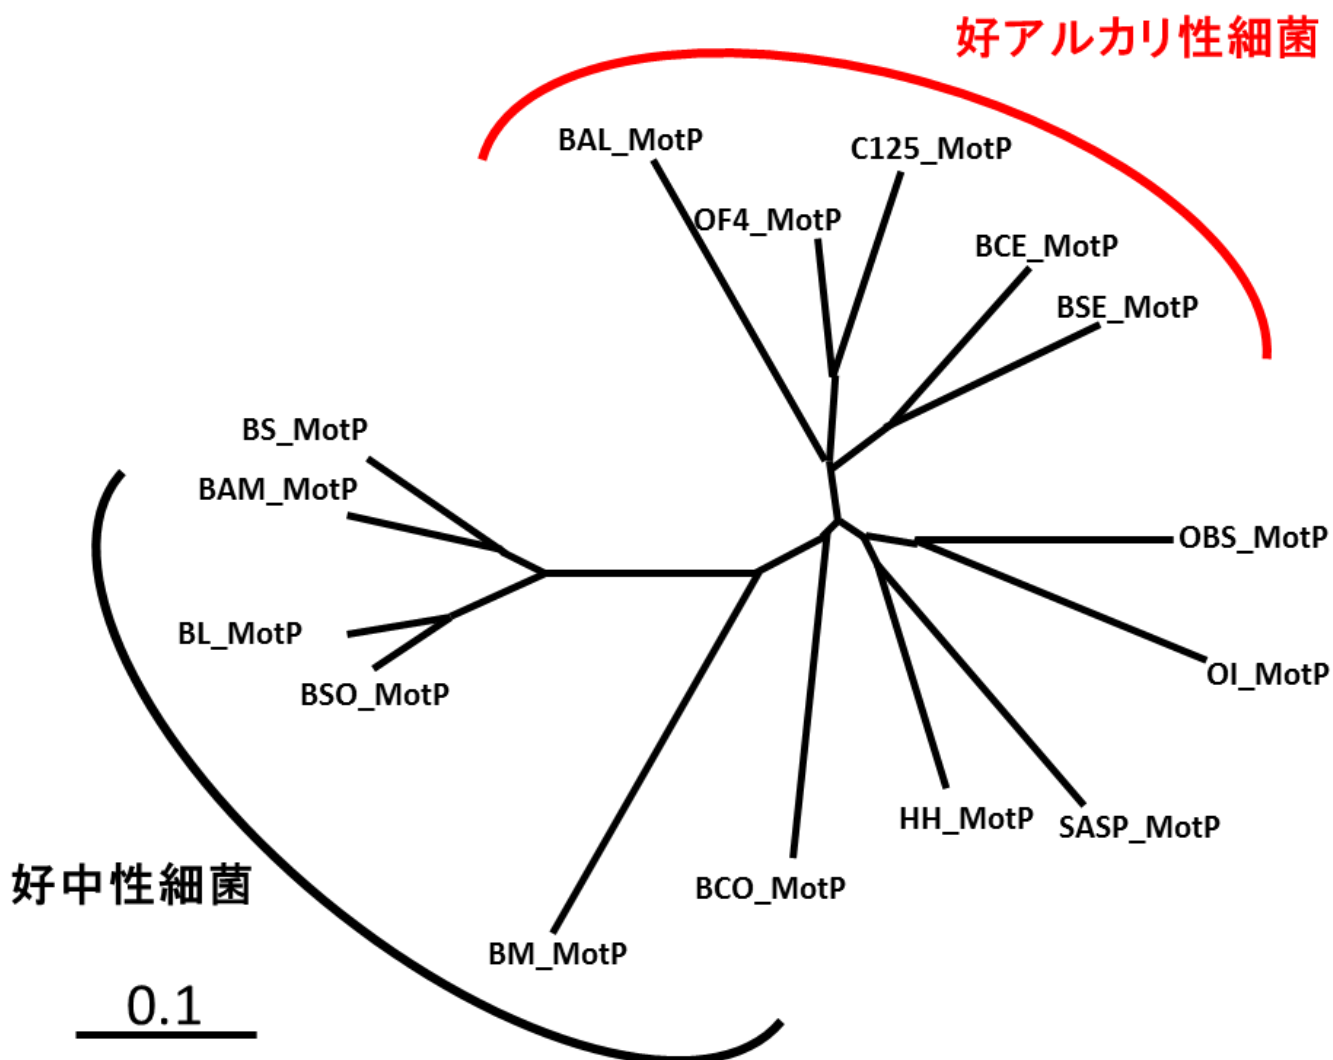 好アルカリ性細菌
BAL_MotP
C125_MotP
OF4_MotP
BCE_MotP
BSE_MotP
BS_MotP
BAM_MotP
OBS_MotP
BL_MotP
OI_MotP
BSO_MotP
HH_MotP
SASP_MotP
好中性細菌
BCO_MotP
BM_MotP
0.1